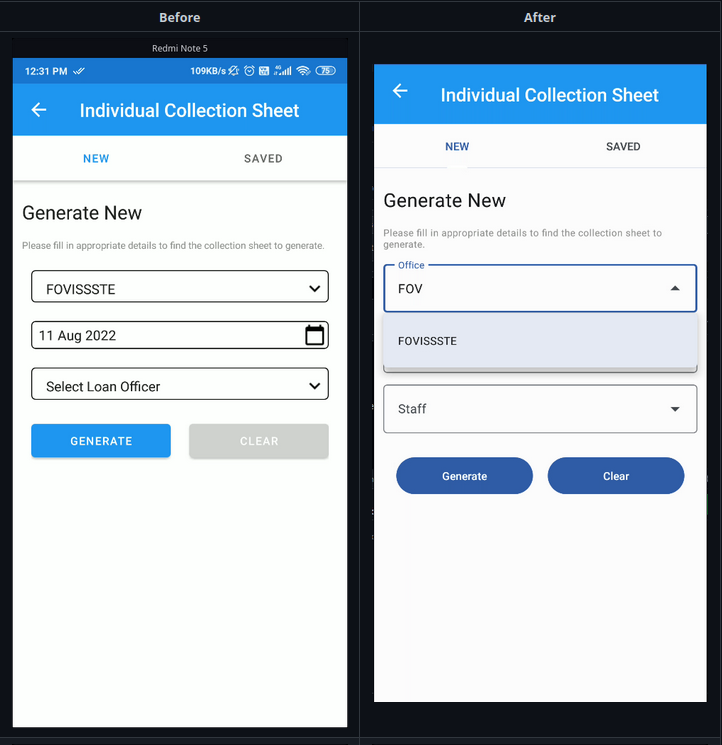 Before
After
Redmi Note 5
12:31 PM
109KB/s 4G 75
Individual Collection Sheet
NEW
SAVED
Generate New
Please fill in appropriate details to find the collection sheet to generate.
FOVISSSTE
11 Aug 2022
Select Loan Officer
GENERATE
CLEAR
Individual Collection Sheet
NEW
SAVED
Generate New
Please fill in appropriate details to find the collection sheet to
generate.
Office
FOV
FOVISSSTE
Staff
Generate
Clear